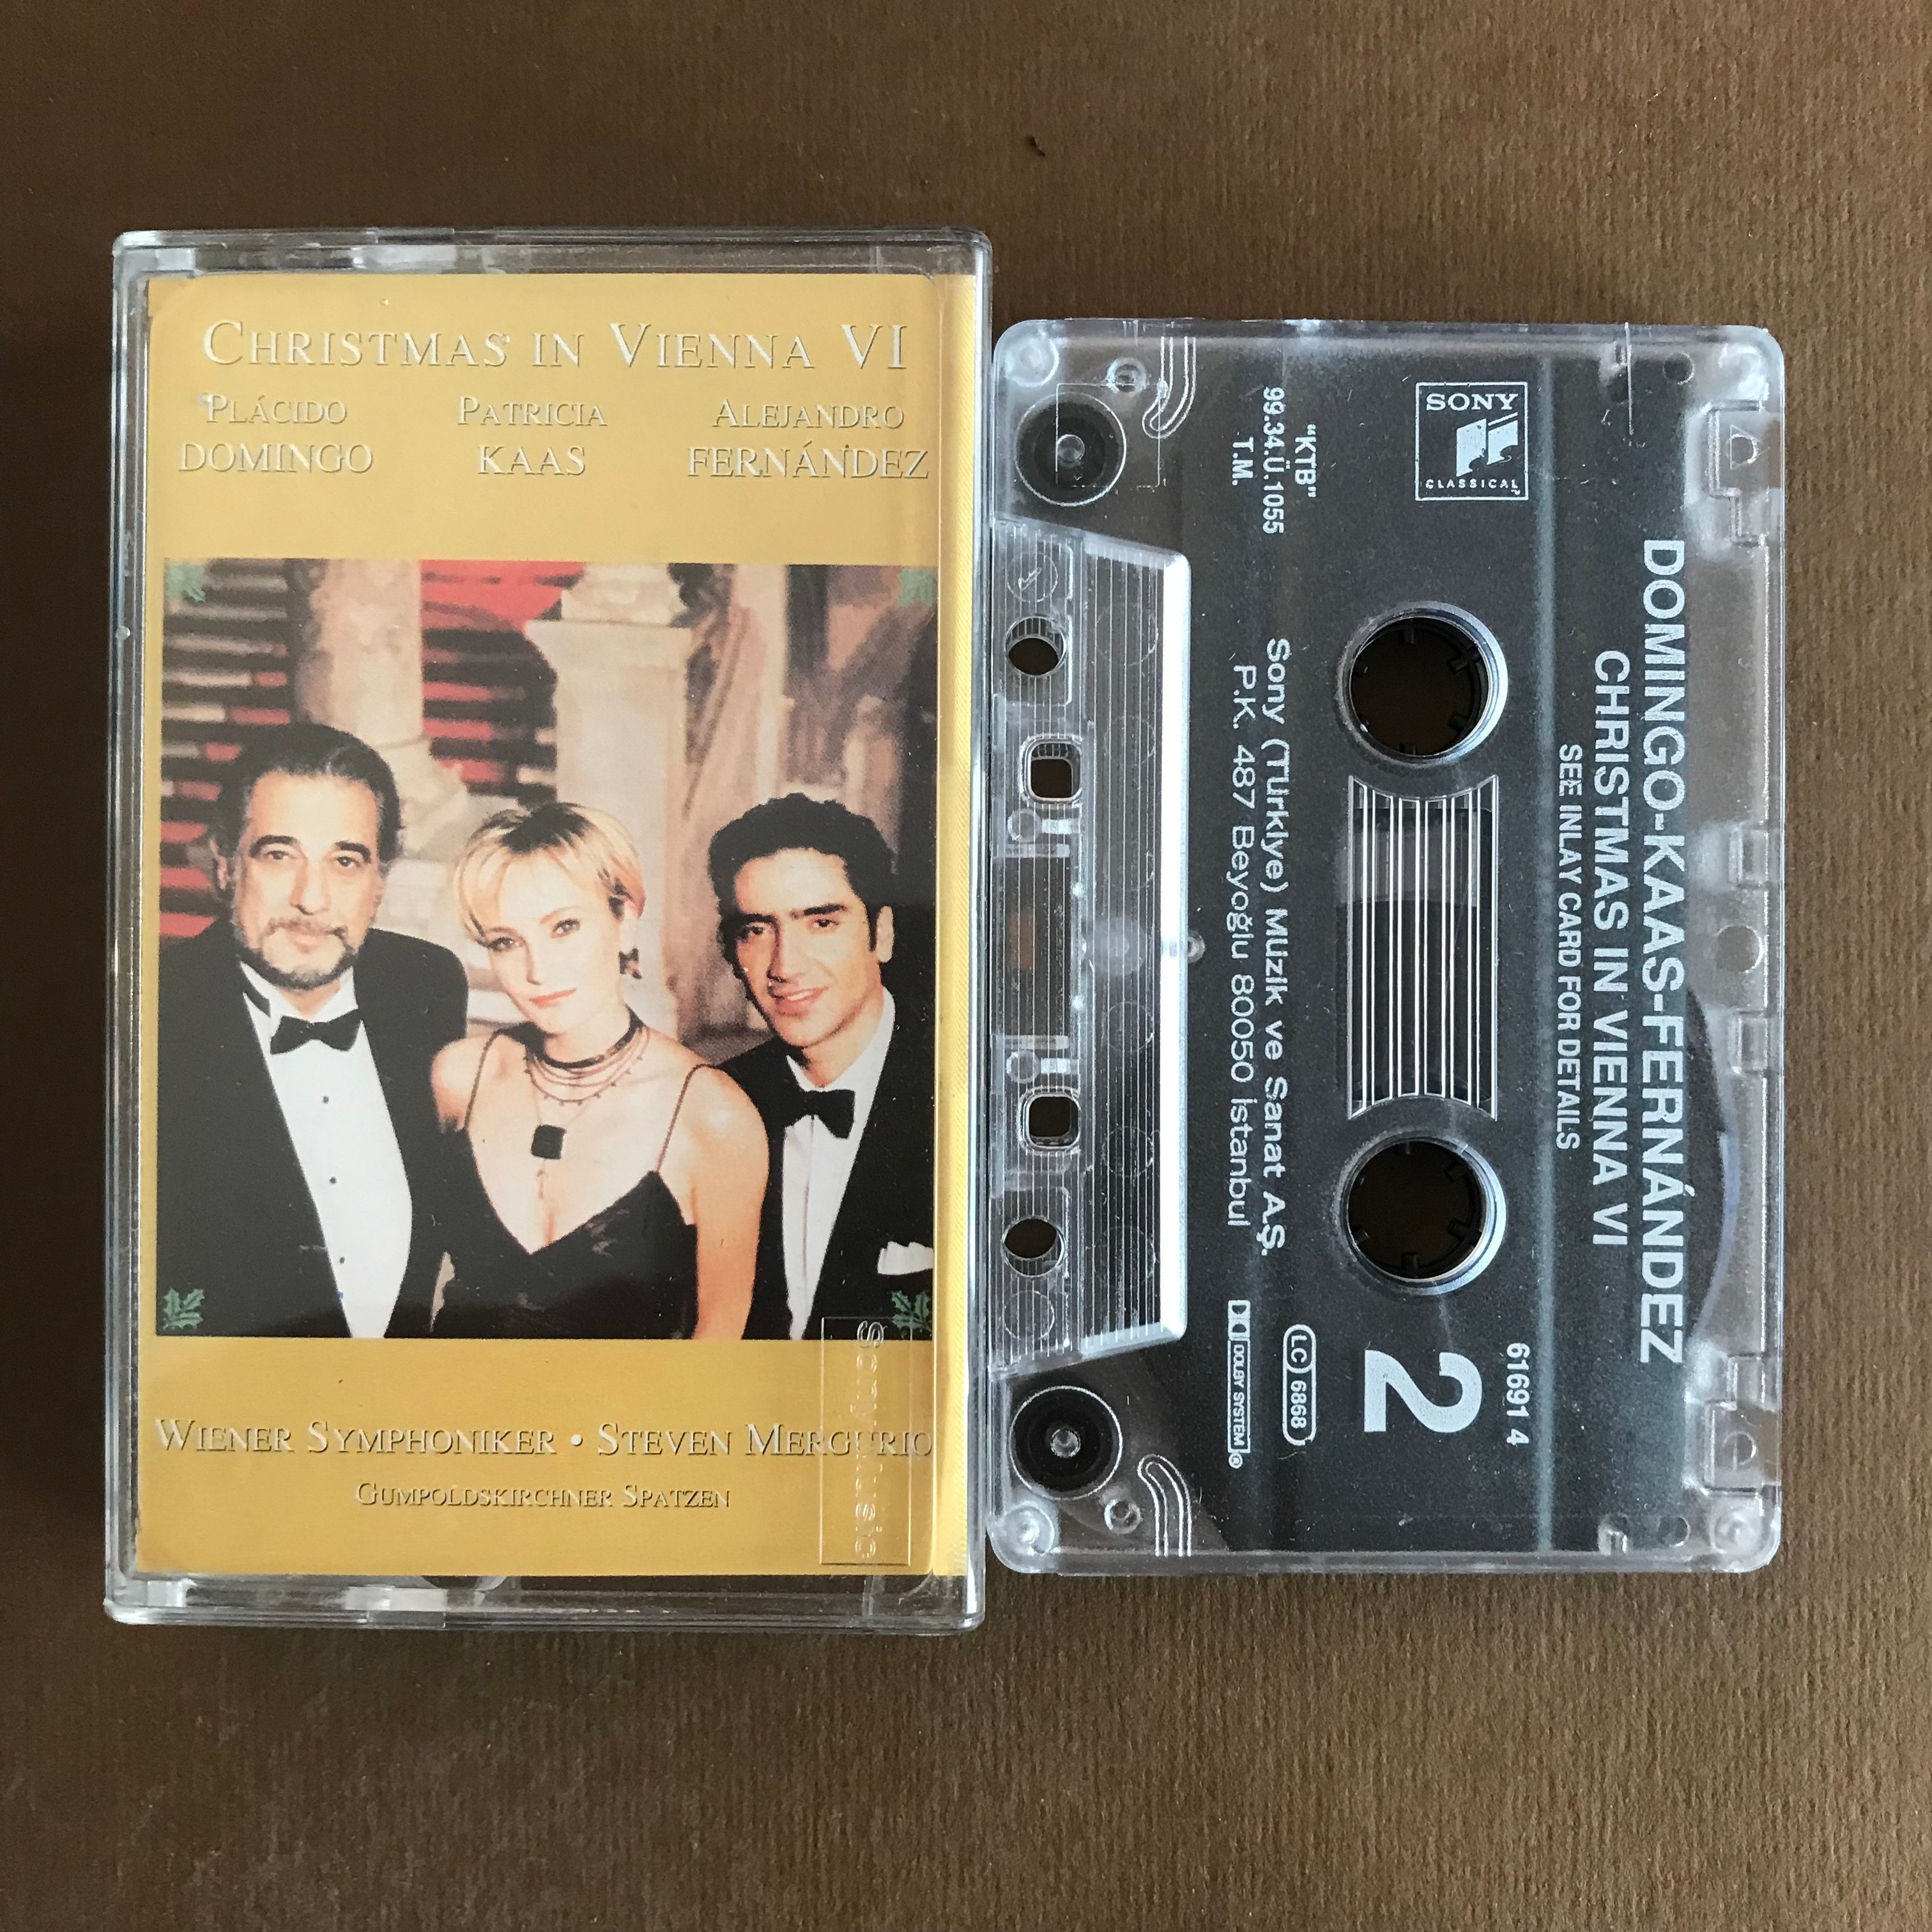 CHRISTMAS IN VIENNA VI
PLÁCIDO
DOMINGO
PATRICIA
KAAS
ALEJANDRO
FERNÁNDEZ
WIENER SYMPHONIKER • STEVEN MERCURIO
GUMPOLDSKIRCHNER SPATZEN
DOMINGO-KAAS-FERNÁNDEZ
CHRISTMAS IN VIENNA VI
SEE INLAY CARD FOR DETAILS
SONY
CLASSICAL™
61691 4
2
LC 6868
DOLBY SYSTEM®
"KTB"
99.34.Ü.1055
T.M.
Sony (Türkiye) Müzik ve Sanat A.Ş.
P.K. 487 Beyoğlu 80050 İstanbul